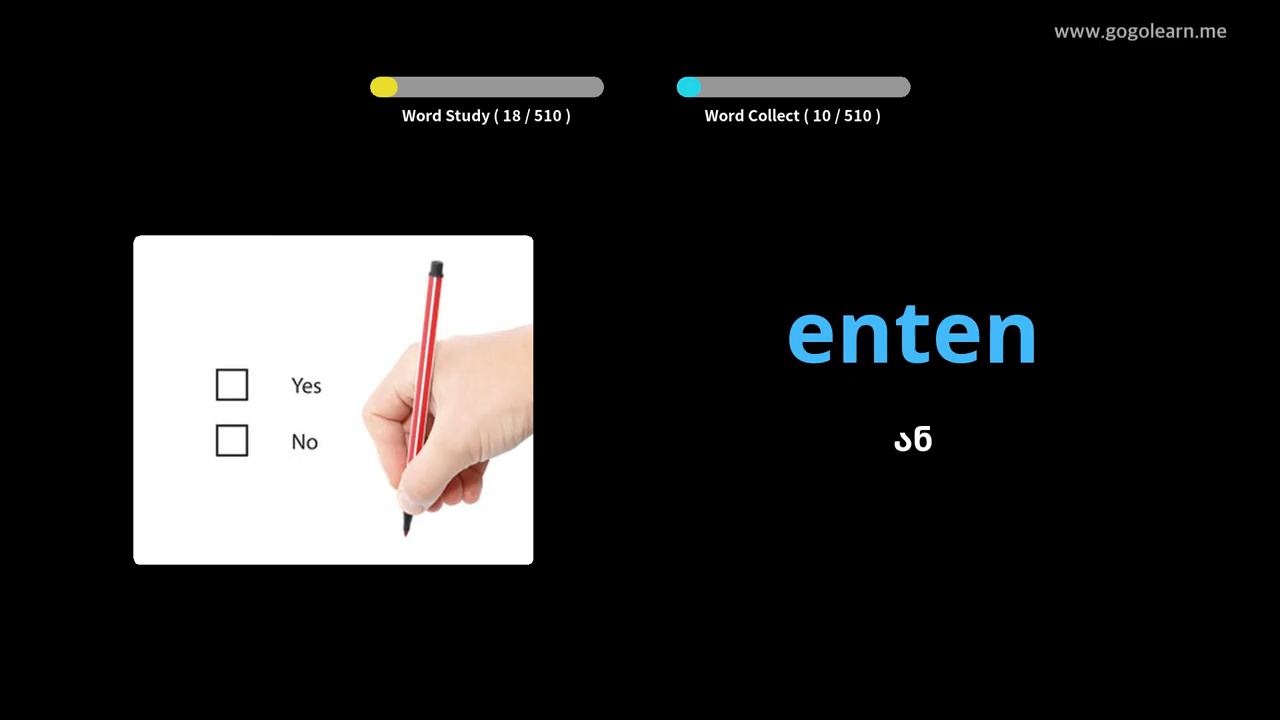 www.gogolearn.me
Word Study ( 18 / 510 )
Word Collect ( 10 / 510 )
Yes
No
enten
ან